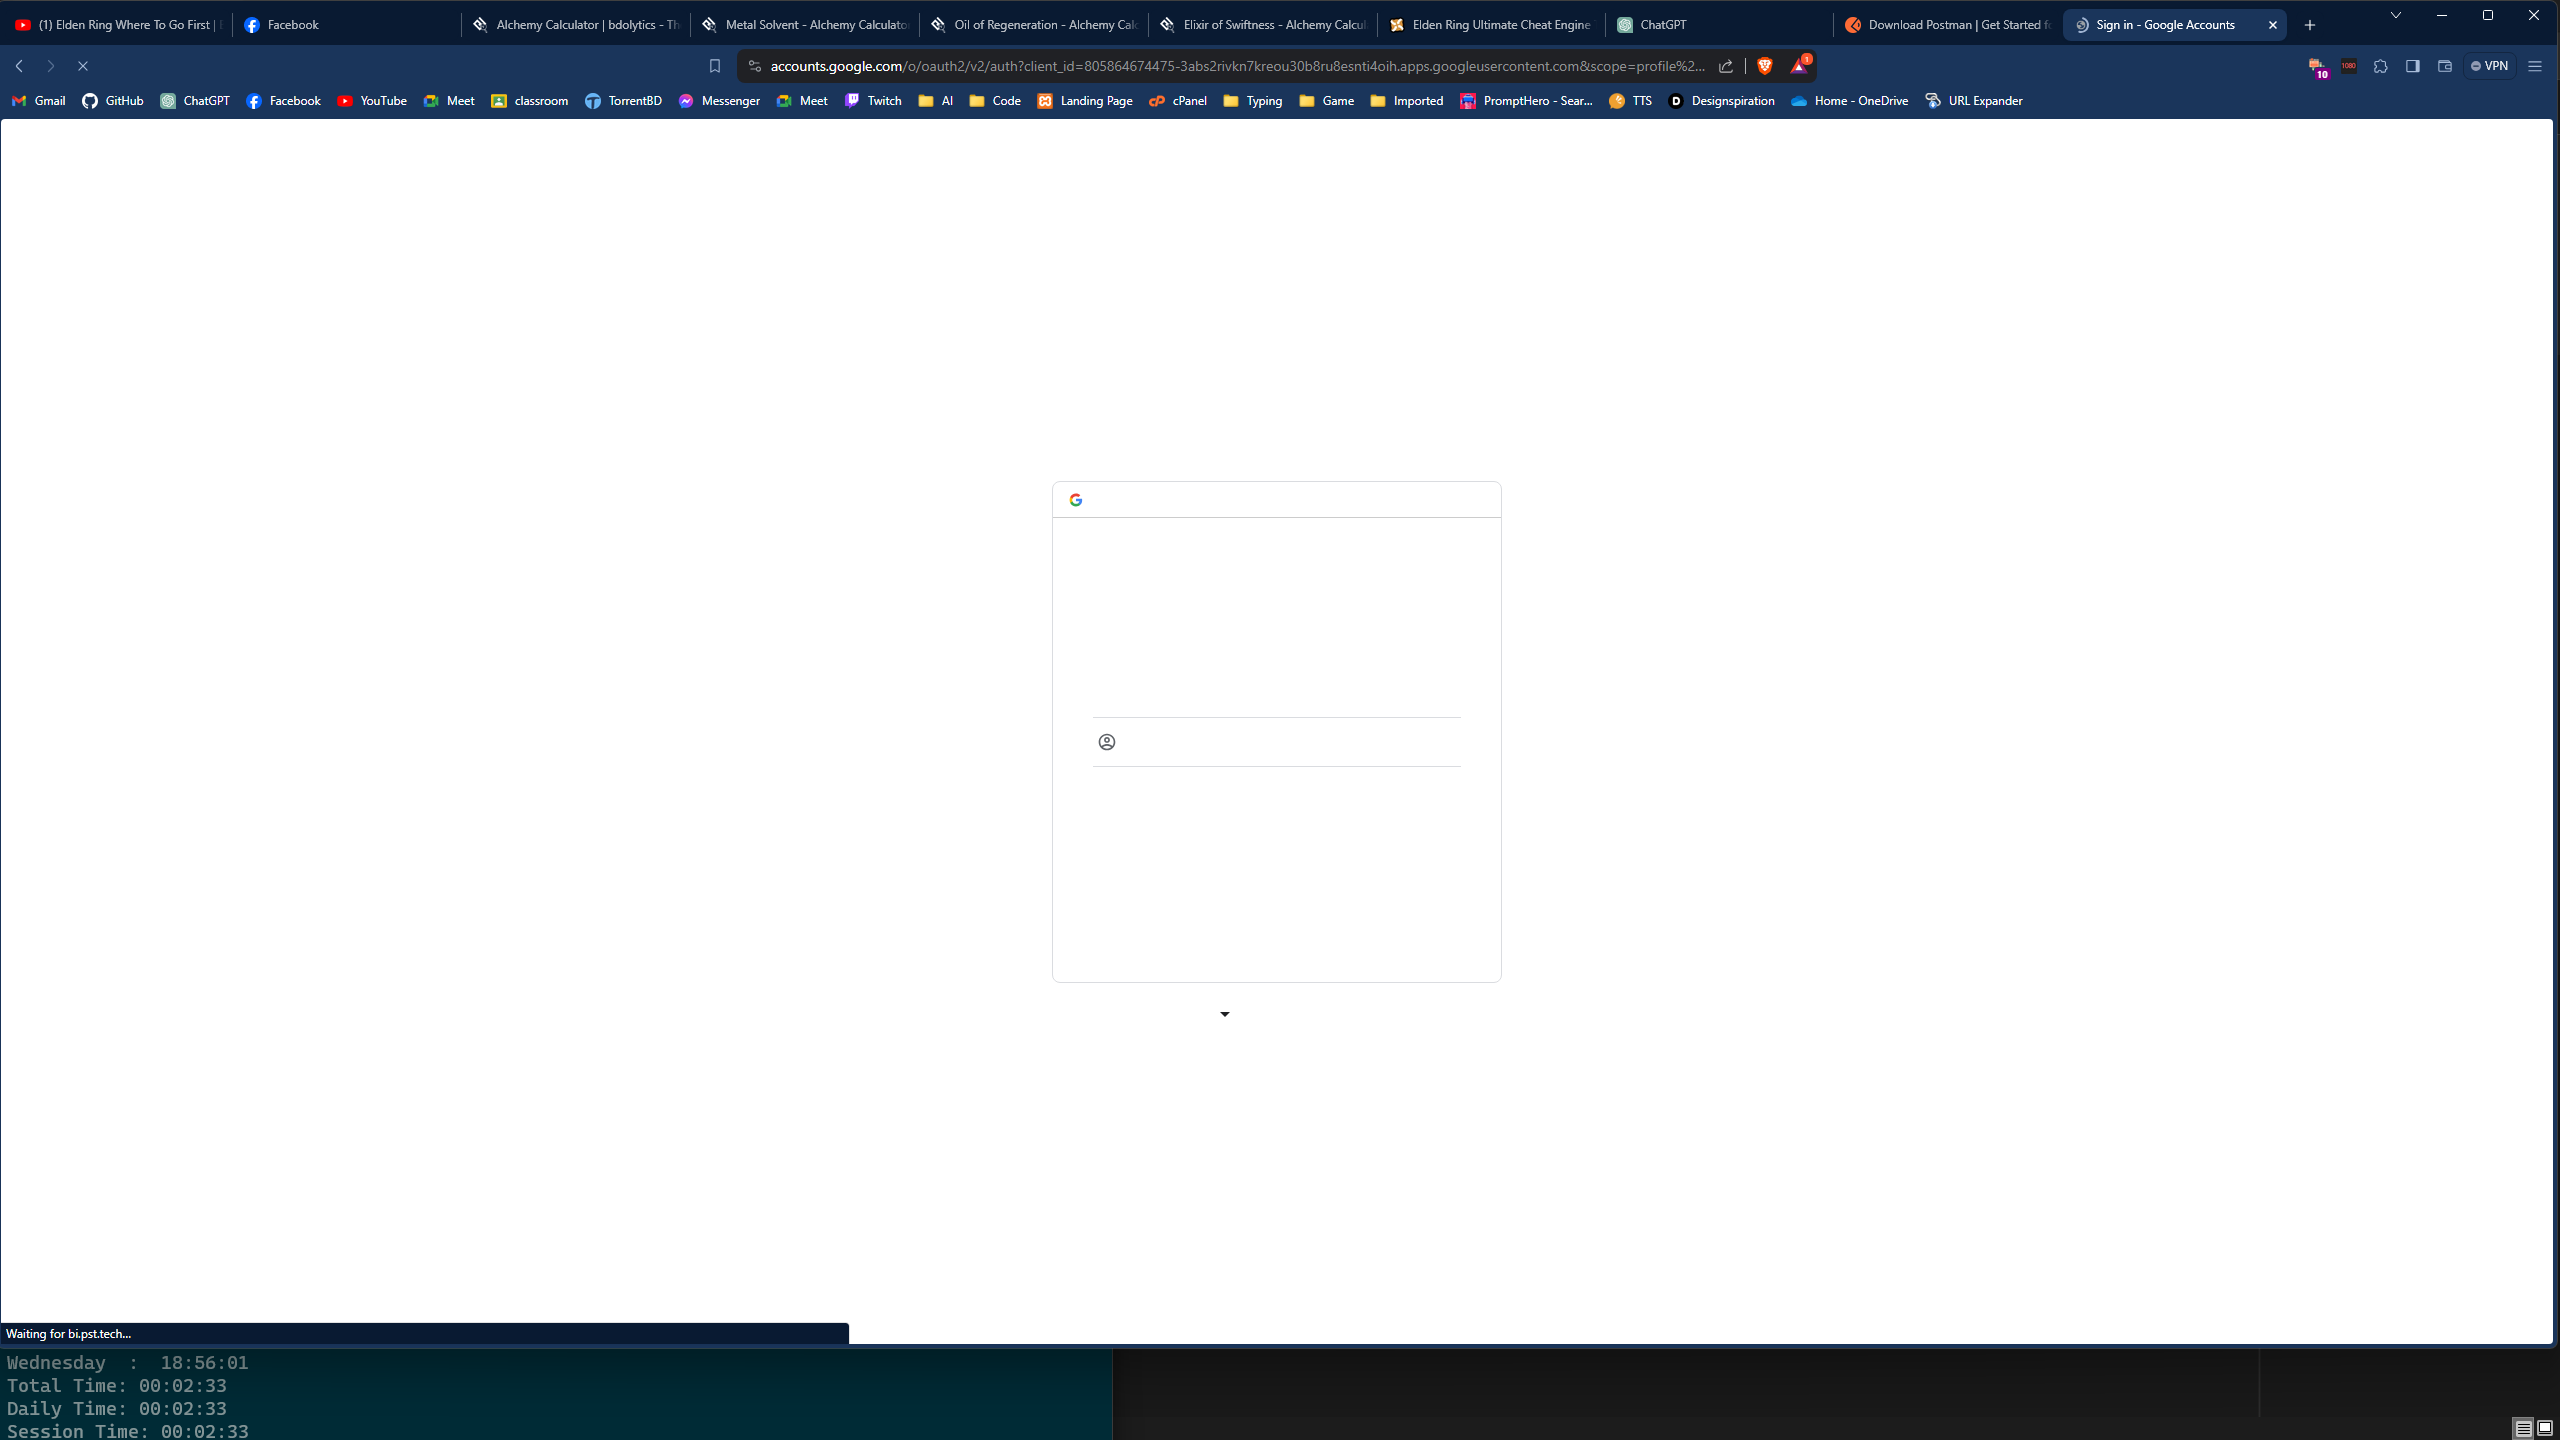 (1) Elden Ring Where To Go First |
Facebook
Alchemy Calculator | bdolytics - Th
Metal Solvent - Alchemy Calculator
Oil of Regeneration - Alchemy Calc
Elixir of Swiftness - Alchemy Calcul
Elden Ring Ultimate Cheat Engine
ChatGPT
Download Postman | Get Started fo
Sign in - Google Accounts
accounts.google.com/o/oauth2/v2/auth?client_id=805864674475-3abs2rivkn7kreou30b8ru8esnti4oih.apps.googleusercontent.com&scope=profile%2...
1
10
1080
VPN
Gmail
GitHub
ChatGPT
Facebook
YouTube
Meet
classroom
TorrentBD
Messenger
Meet
Twitch
AI
Code
Landing Page
cPanel
Typing
Game
Imported
PromptHero - Sear...
TTS
Designspiration
Home - OneDrive
URL Expander
Waiting for bi.pst.tech...
Wednesday  :  18:56:01
Total Time: 00:02:33
Daily Time: 00:02:33
Session Time: 00:02:33